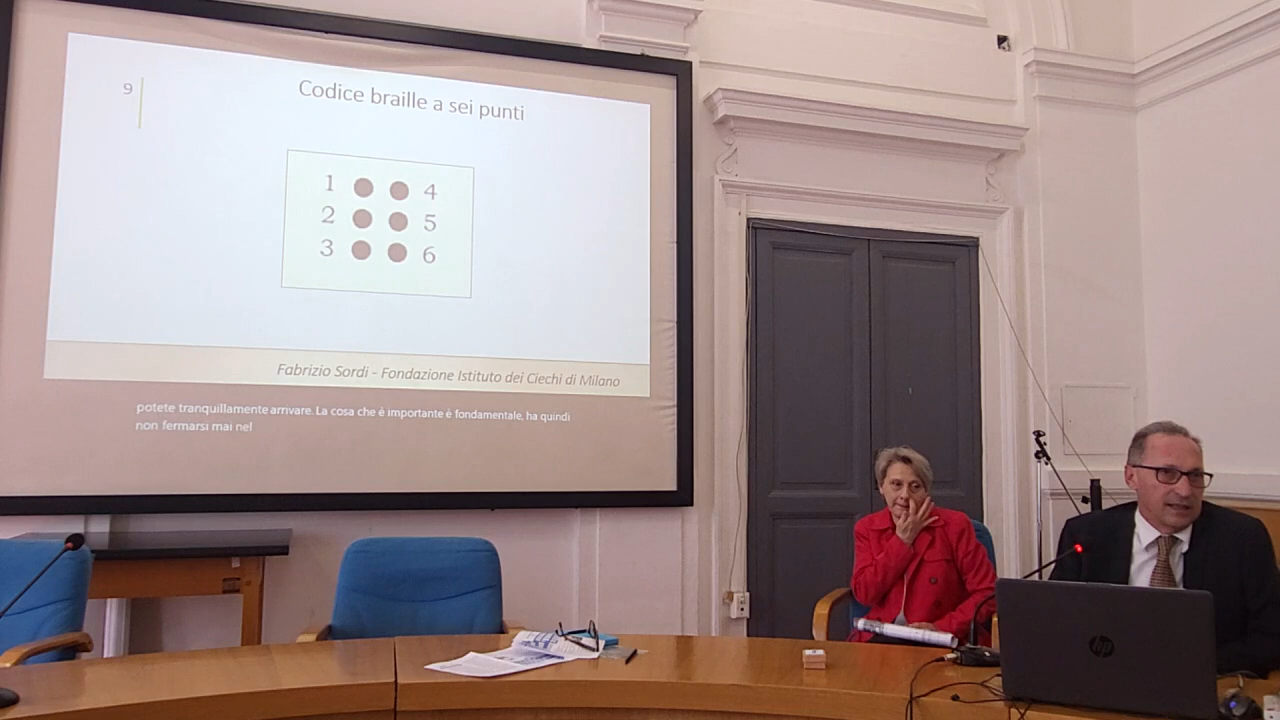 9
Codice braille a sei punti
1 4
2 5
3 6
Fabrizio Sordi - Fondazione Istituto dei Ciechi di Milano
potete tranquillamente arrivare. La cosa che è importante è fondamentale, ha quindi
non fermarsi mai nel
hp